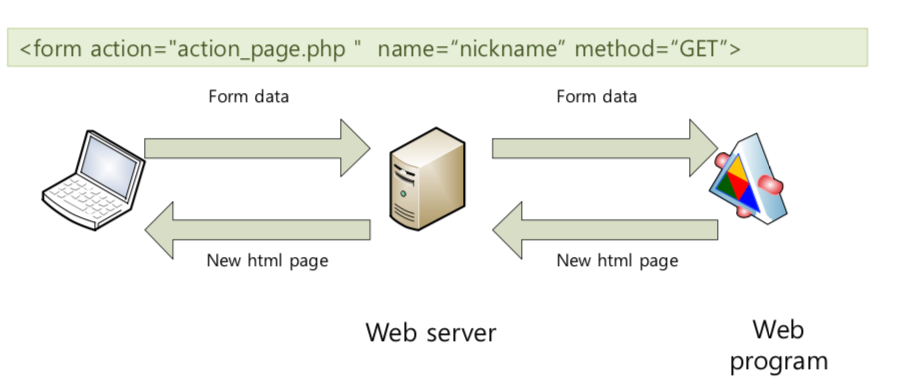 <form action="action_page.php "  name=“nickname” method=“GET”>
Form data
Form data
New html page
New html page
Web server
Web
program